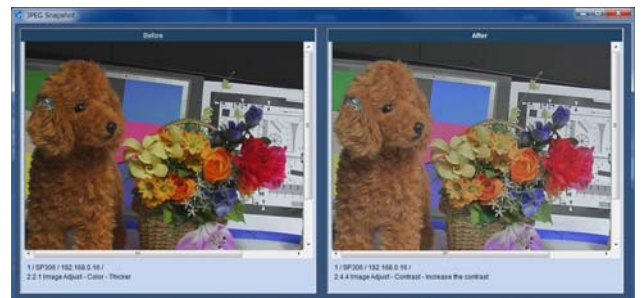 JPEG Snapshot
Before
After
1 / SP306 / 192.168.0.16 /
2.2.1 Image Adjust - Color - Thicker
1 / SP306 / 192.168.0.16 /
2.4.4 Image Adjust - Contrast - Increase the contrast